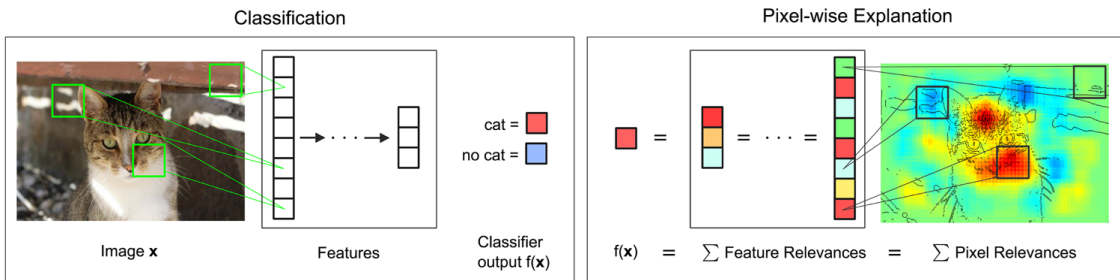 Classification
cat =
no cat =
Image x
Features
Classifier
output f(x)
Pixel-wise Explanation
= = · · · =
f(x) = ∑ Feature Relevances = ∑ Pixel Relevances